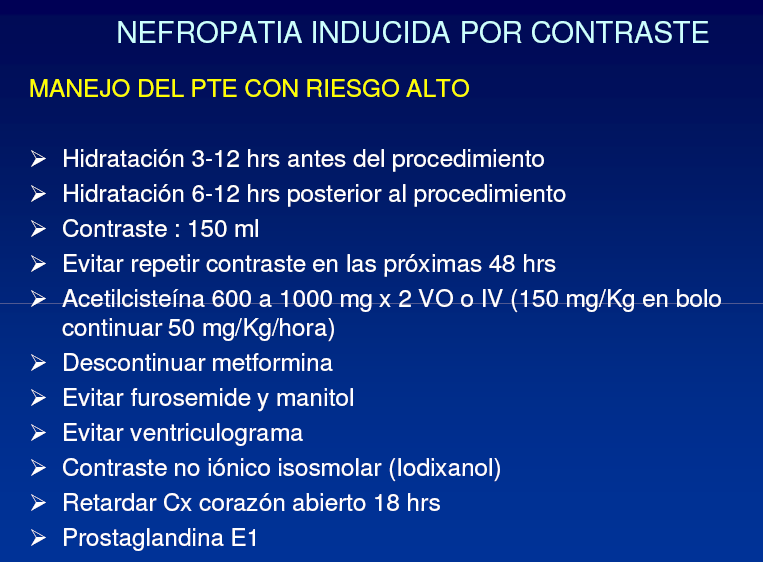 NEFROPATIA INDUCIDA POR CONTRASTE
MANEJO DEL PTE CON RIESGO ALTO
➢ Hidratación 3-12 hrs antes del procedimiento
➢ Hidratación 6-12 hrs posterior al procedimiento
➢ Contraste : 150 ml
➢ Evitar repetir contraste en las próximas 48 hrs
➢ Acetilcisteína 600 a 1000 mg x 2 VO o IV (150 mg/Kg en bolo
continuar 50 mg/Kg/hora)
➢ Descontinuar metformina
➢ Evitar furosemide y manitol
➢ Evitar ventriculograma
➢ Contraste no iónico isosmolar (Iodixanol)
➢ Retardar Cx corazón abierto 18 hrs
➢ Prostaglandina E1